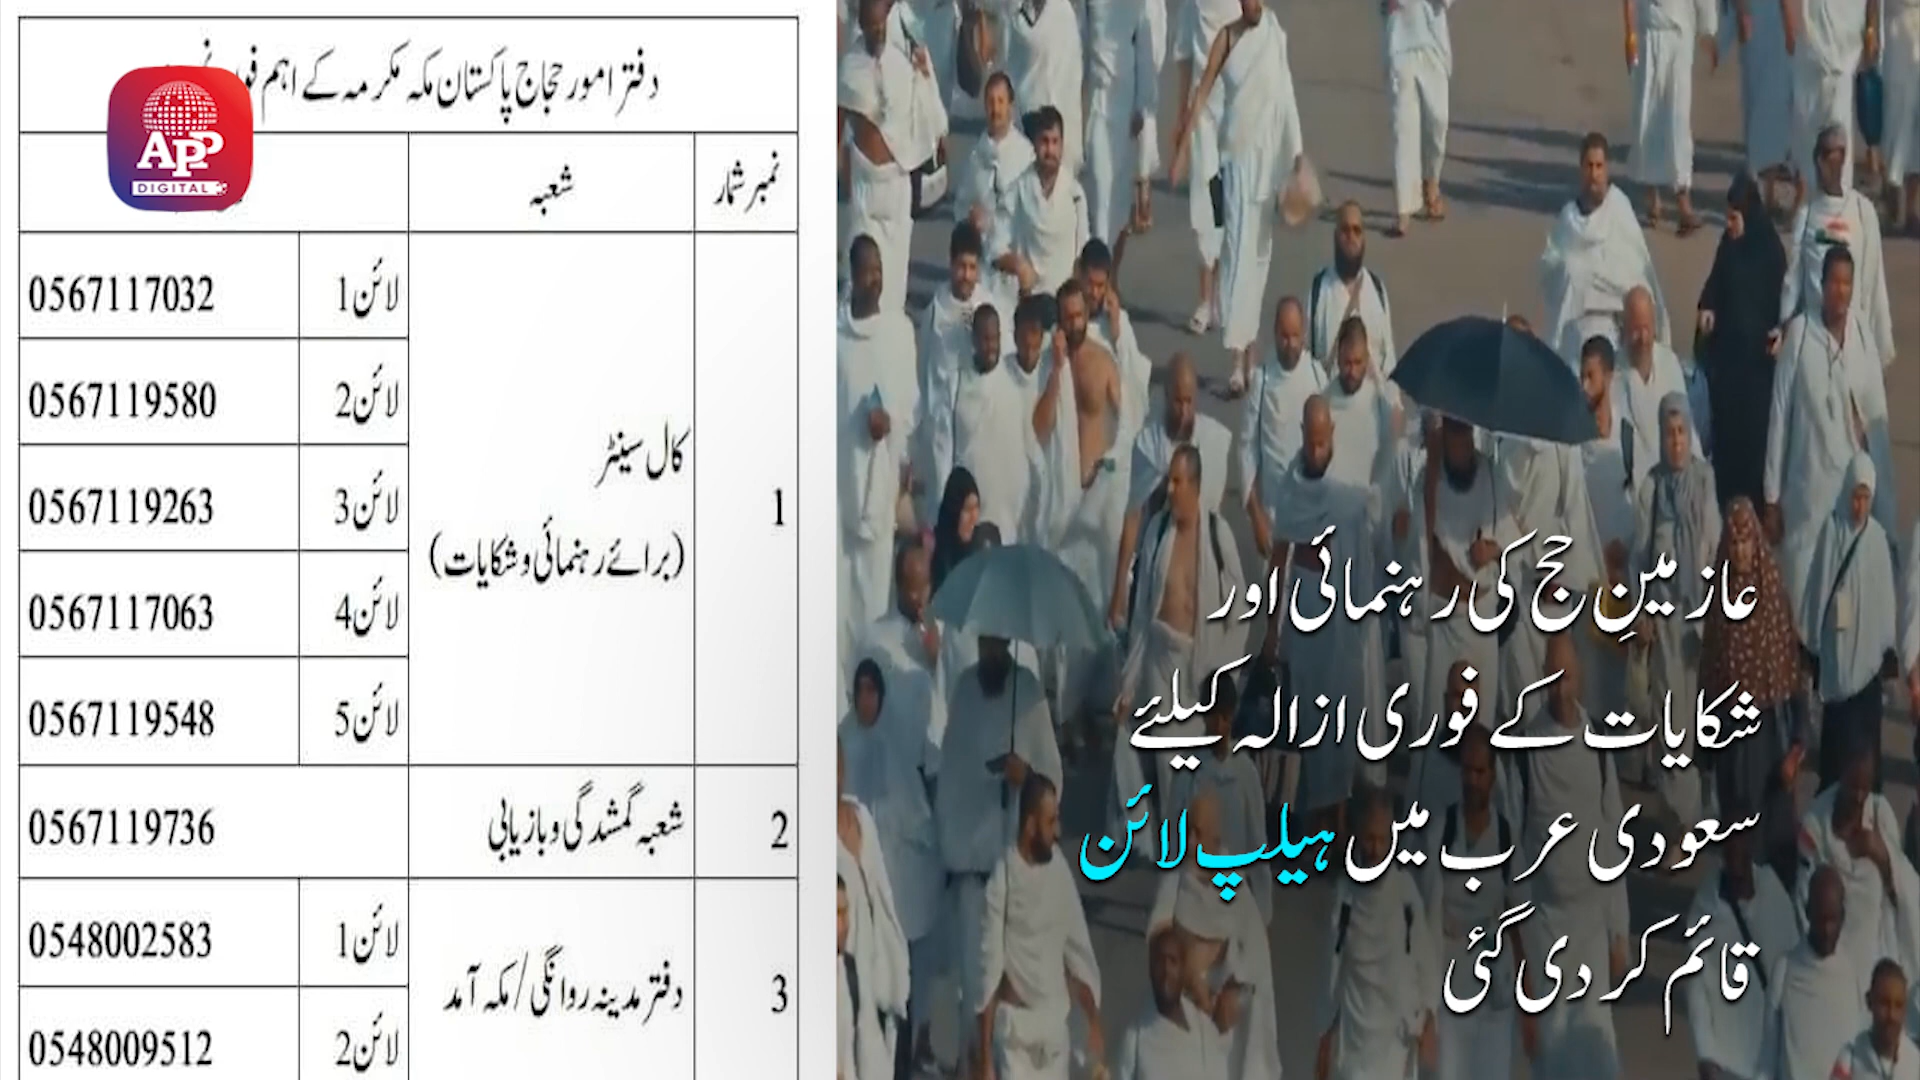 دفتر امور حجاج پاکستان مکہ مکرمہ کے اہم
APP
DIGITAL
نمبر شمار شعبہ
1 کال سینٹر
(برائے رہنمائی و شکایات)
لائن 1 0567117032
لائن 2 0567119580
لائن 3 0567119263
لائن 4 0567117063
لائن 5 0567119548
2 شعبہ گمشدگی و بازیابی 0567119736
3 دفتر مدینہ روانگی / مکہ آمد
لائن 1 0548002583
لائن 2 0548009512
عازمینِ حج کی رہنمائی اور
شکایات کے فوری ازالہ کیلئے
سعودی عرب میں ہیلپ لائن
قائم کر دی گئی